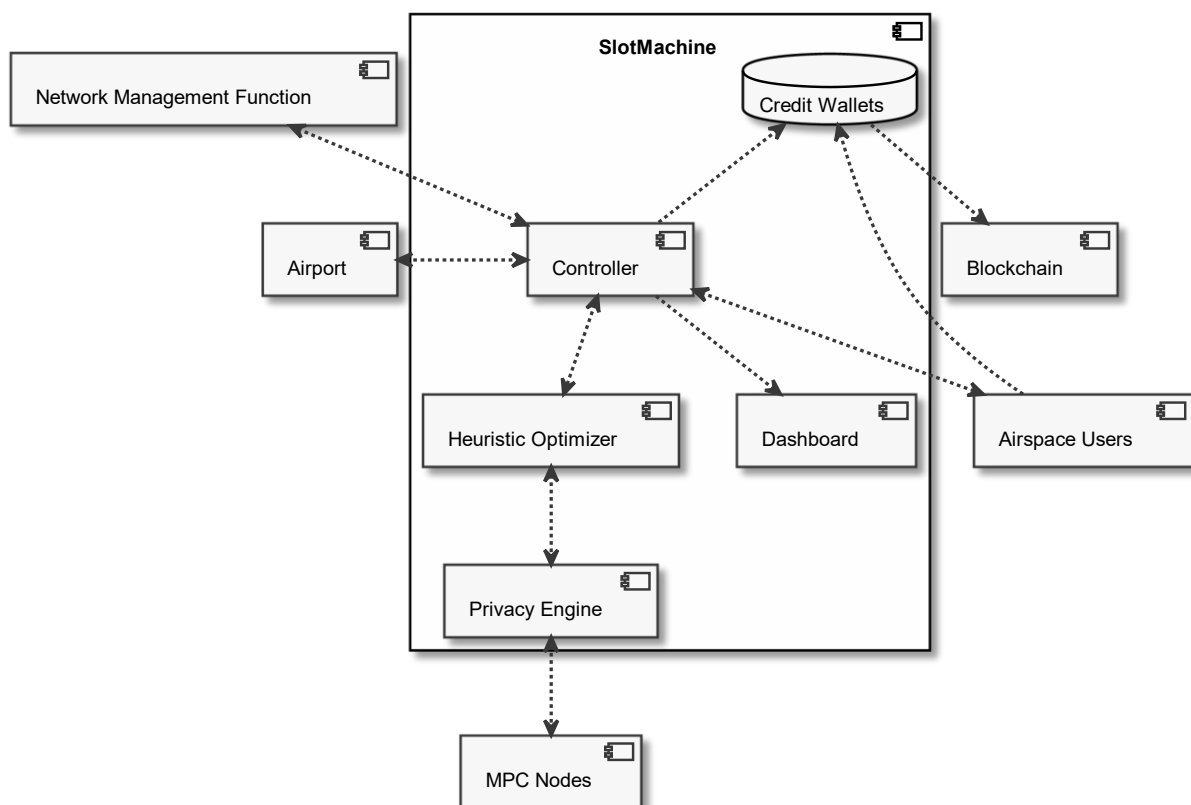 SlotMachine
Network Management Function
Credit Wallets
Airport
Controller
Blockchain
Heuristic Optimizer
Dashboard
Airspace Users
Privacy Engine
MPC Nodes